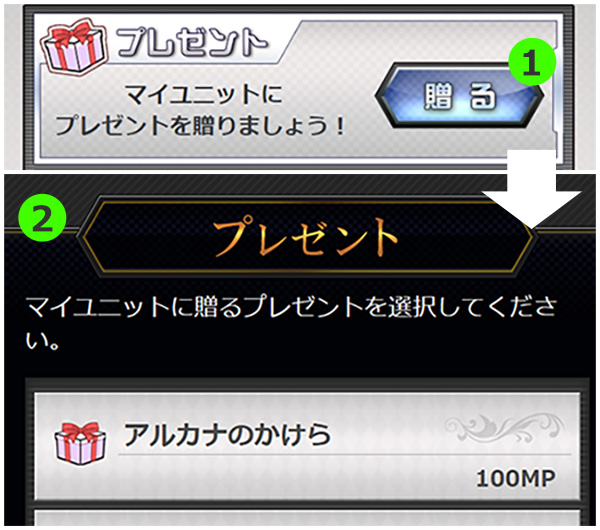 プレゼント
1
マイユニットに
プレゼントを贈りましょう！
贈る
2
プレゼント
マイユニットに贈るプレゼントを選択してくださ
い。
アルカナのかけら
100MP